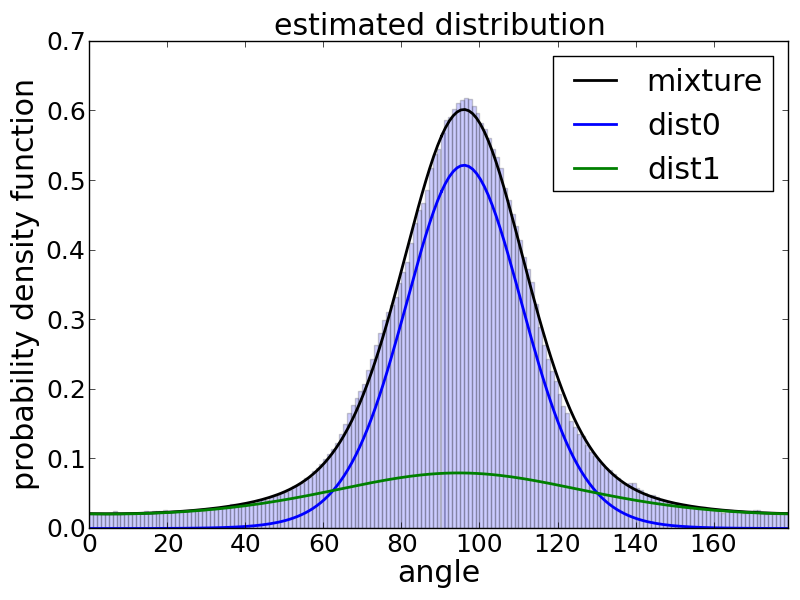 estimated distribution
probability density function
0.7
0.6
0.5
0.4
0.3
0.2
0.1
0.0
mixture
dist0
dist1
0 20 40 60 80 100 120 140 160
angle